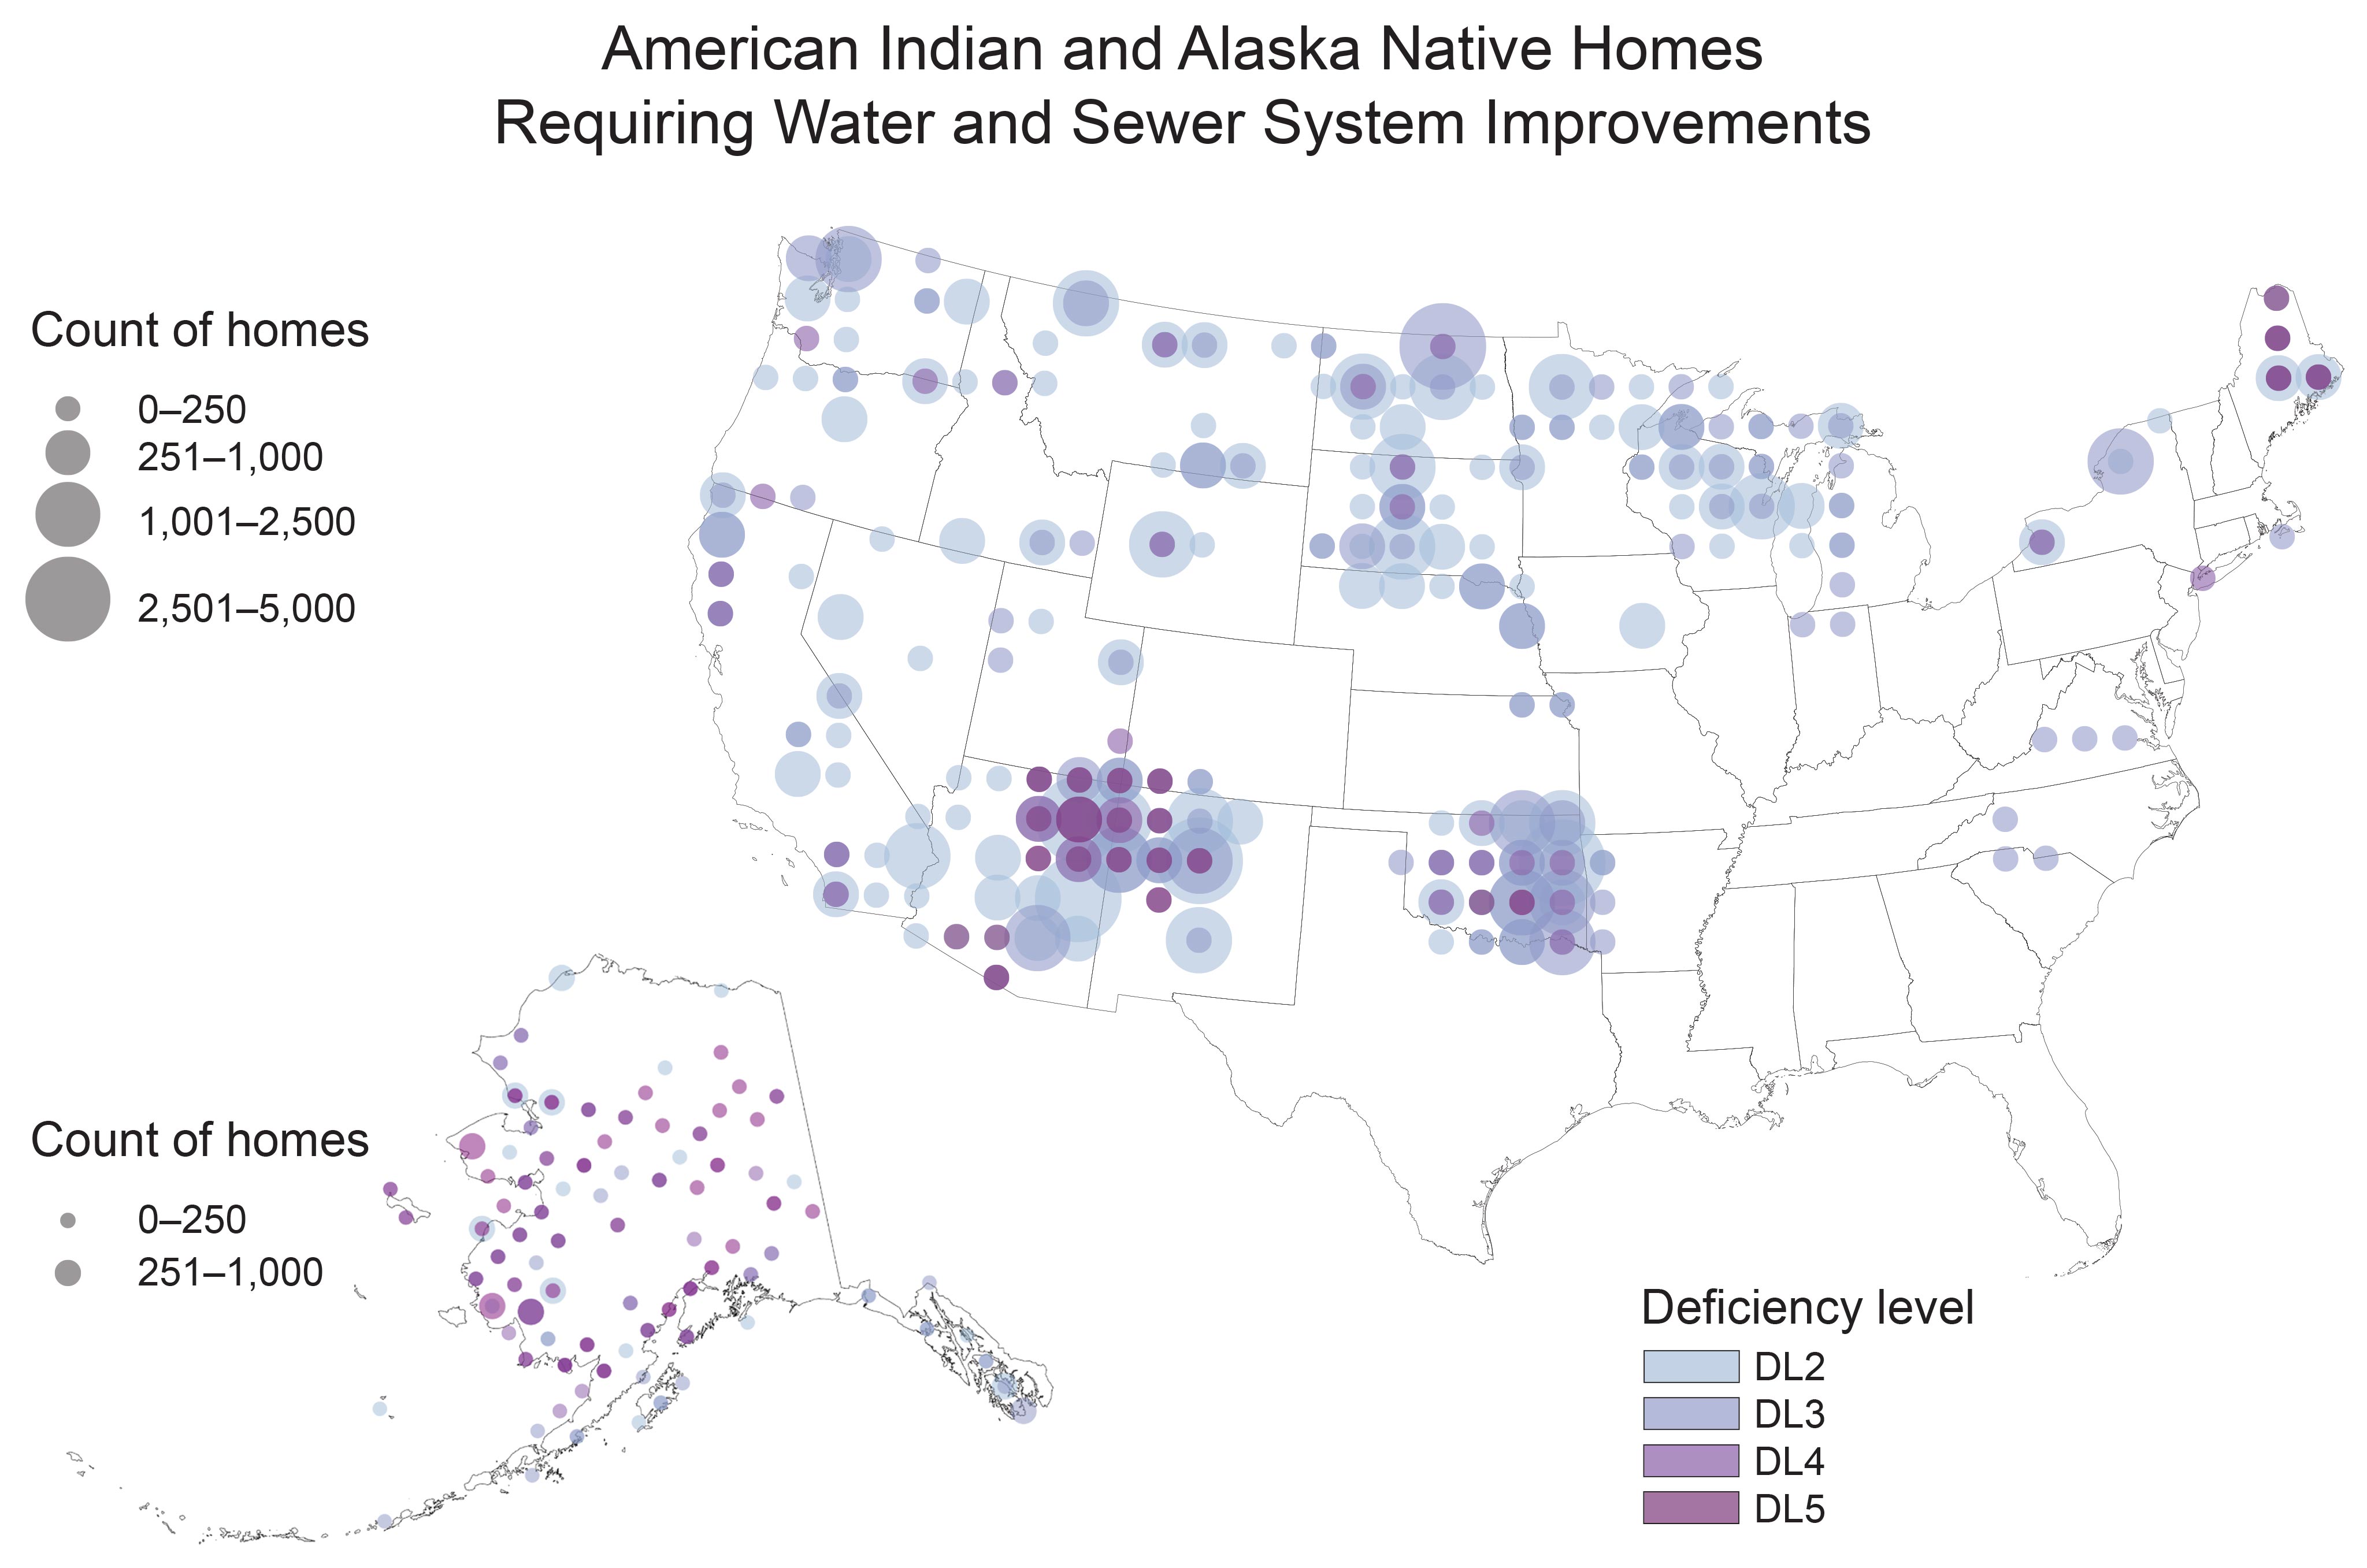 American Indian and Alaska Native Homes
Requiring Water and Sewer System Improvements
Count of homes
0–250
251–1,000
1,001–2,500
2,501–5,000
Count of homes
0–250
251–1,000
Deficiency level
DL2
DL3
DL4
DL5